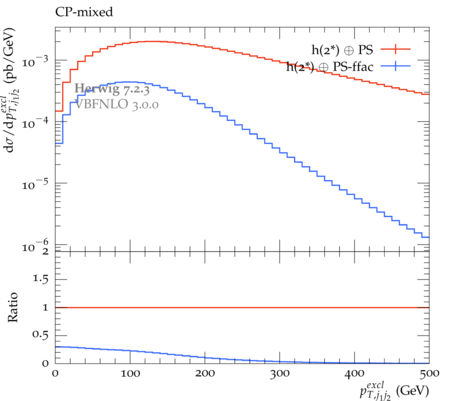 CP-mixed
dσ/dp^{excl}_{T,j₁j₂} (pb/GeV)
h(2*) ⊕ PS
h(2*) ⊕ PS-ffac
Herwig 7.2.3
VBFNLO 3.0.0
10⁻³
10⁻⁴
10⁻⁵
10⁻⁶
Ratio
2
1.5
1
0.5
0
0 100 200 300 400 500
p^{excl}_{T,j₁j₂} (GeV)